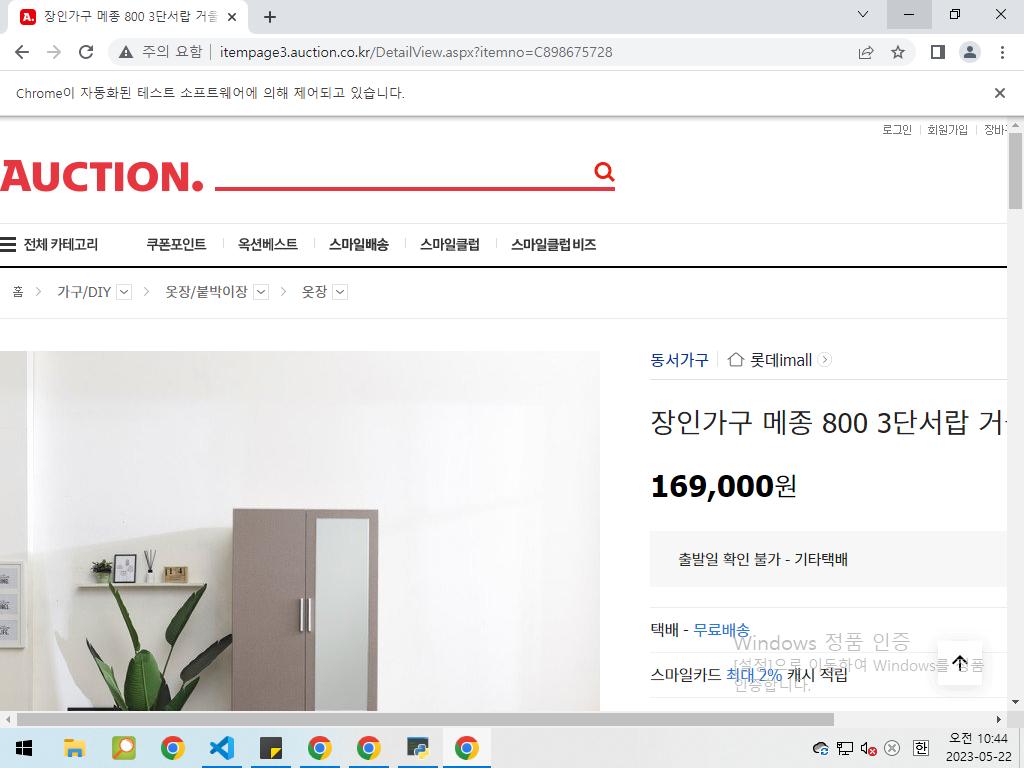 장인가구 메종 800 3단서랍 거울
주의 요함
itempage3.auction.co.kr/DetailView.aspx?itemno=C898675728
Chrome이 자동화된 테스트 소프트웨어에 의해 제어되고 있습니다.
로그인
회원가입
장바
AUCTION.
전체 카테고리
쿠폰포인트
옥션베스트
스마일배송
스마일클럽
스마일클럽 비즈
홈
가구/DIY
옷장/붙박이장
옷장
동서가구
롯데imall
장인가구 메종 800 3단서랍 거
169,000원
출발일 확인 불가 - 기타택배
택배 - 무료배송
스마일카드 최대 2% 캐시 적립
Windows 정품 인증
[설정]으로 이동하여 Windows를 정품
인증합니다.
한
오전 10:44
2023-05-22